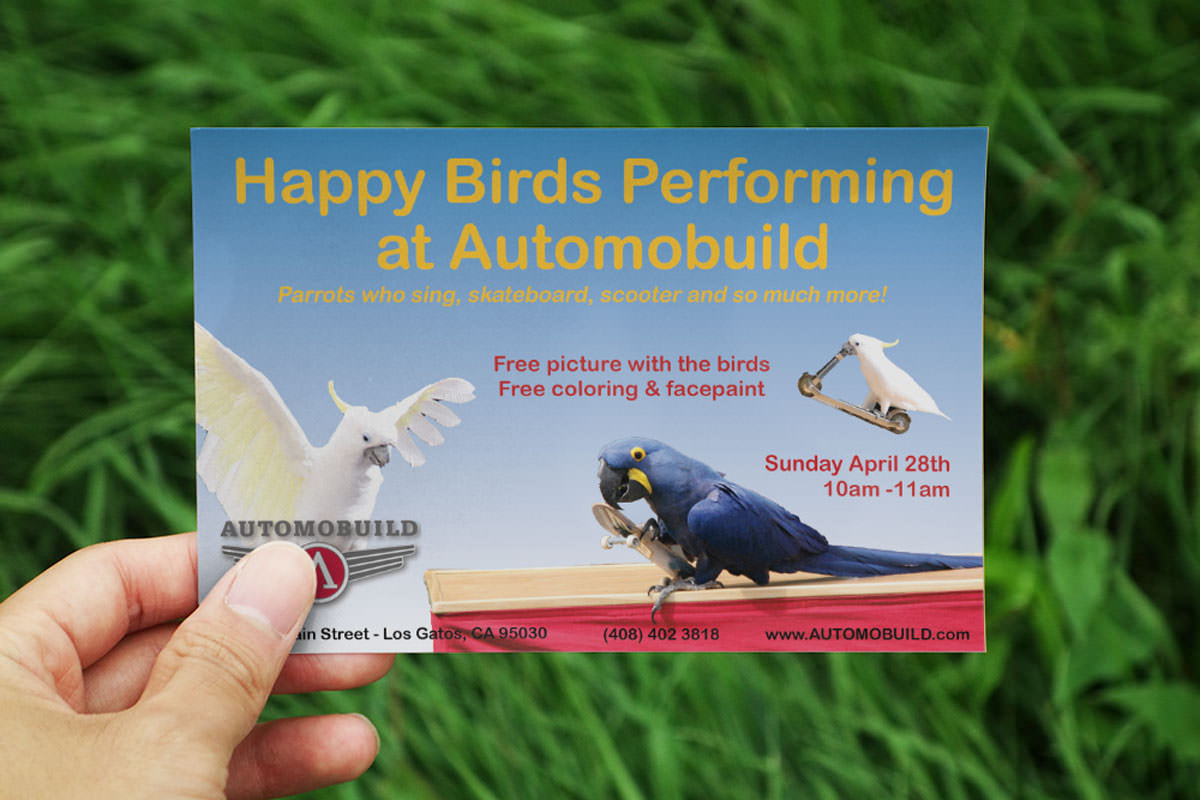 Happy Birds Performing
at Automobuild
Parrots who sing, skateboard, scooter and so much more!
Free picture with the birds
Free coloring & facepaint
Sunday April 28th
10am -11am
AUTOMOBUILD
A
Street - Los Gatos, CA 95030 (408) 402 3818 www.AUTOMOBUILD.com